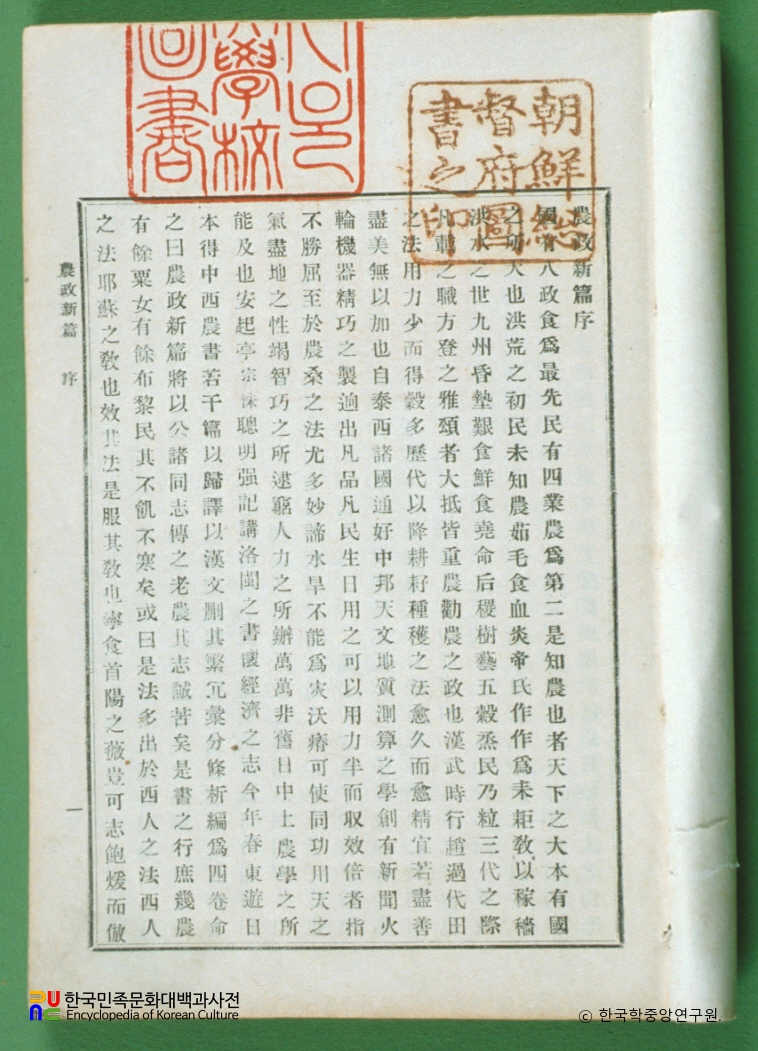 朝鮮總
督府圖
書之印
學校
圖書
農政新篇序
國有八政食爲最先民有四業農爲第二是知農也者天下之大本有國
之所天也洪荒之初民未知農茹毛食血炎帝氏作作爲耒耟敎以稼穡
洪水之世九州昏墊艱食鮮食堯命后稷樹藝五穀烝民乃粒三代之際
凡載之職方登之雅頌者大抵皆重農勸農之政也漢武時行趙過代田
之法用力少而得穀多歷代以降耕耔種穫之法愈久而愈精宜若盡善
盡美無以加也自泰西諸國通好中邦天文地質測算之學創有新聞火
輪機器精巧之製逈出凡品凡民生日用之可以用力半而収效倍者指
不勝屈至於農桑之法尤多妙諦水旱不能爲灾沃瘠可使同功用天之
氣盡地之性竭智巧之所逮竆人力之所辦萬萬非舊日中土農學之所
能及也安起亭宗洙聰明强記講洛閩之書懷經濟之志今年春東遊日
本得中西農書若干篇以歸譯以漢文刪其繁冗彙分條析編爲四卷命
之曰農政新篇將以公諸同志傳之老農其志誠苦矣是書之行庶幾農
有餘粟女有餘布黎民其不飢不寒矣或曰是法多出於西人之法西人
之法耶蘇之敎也效其法是服其敎也寧食首陽之薇豈可志飽煖而倣
農政新篇 序
一
한국민족문화대백과사전
Encyclopedia of Korean Culture
© 한국학중앙연구원.